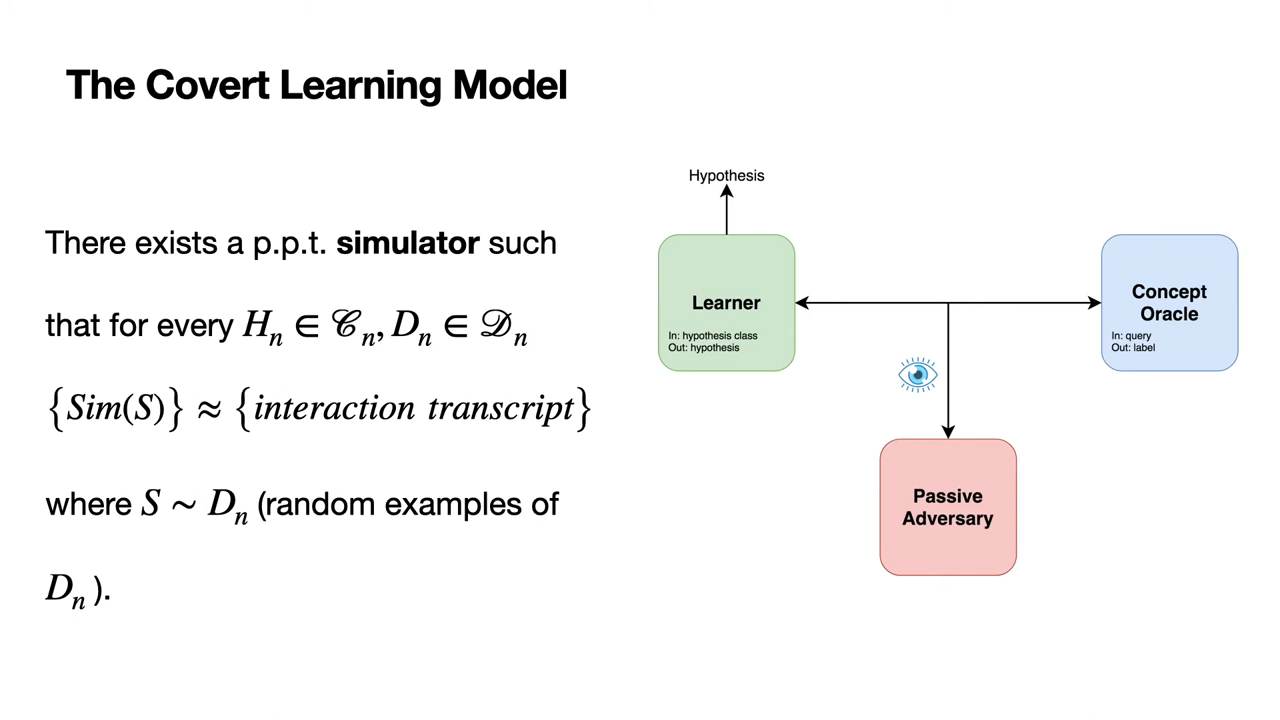 The Covert Learning Model
There exists a p.p.t. simulator such
that for every Hₙ ∈ 𝒞ₙ, Dₙ ∈ 𝒟ₙ
{Sim(S)} ≈ {interaction transcript}
where S ∼ Dₙ (random examples of
Dₙ ).
Hypothesis
Learner
In: hypothesis class
Out: hypothesis
Concept
Oracle
In: query
Out: label
Passive
Adversary